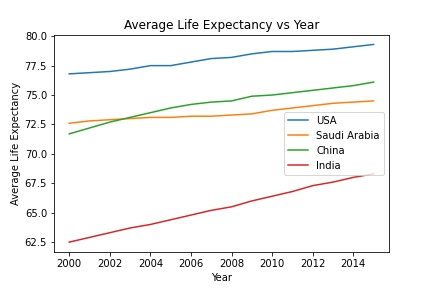 Average Life Expectancy vs Year
80.0
77.5
75.0
72.5
70.0
67.5
65.0
62.5
Average Life Expectancy
USA
Saudi Arabia
China
India
2000 2002 2004 2006 2008 2010 2012 2014
Year